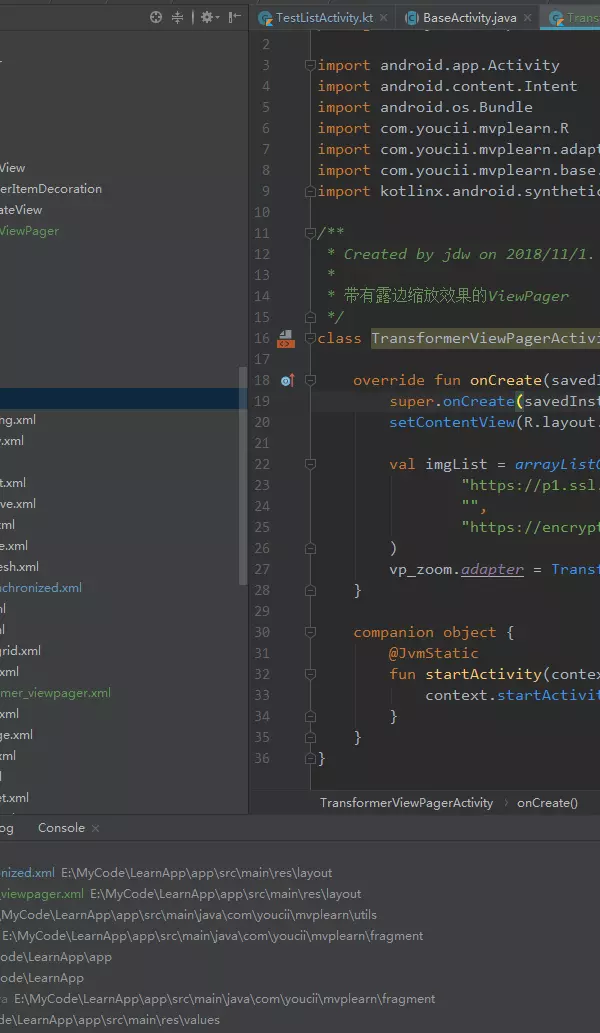 TestListActivity.kt
BaseActivity.java
Trans
View
erItemDecoration
ateView
ViewPager
ng.xml
v.xml
t.xml
ve.xml
xml
e.xml
esh.xml
nchronized.xml
ml
l
grid.xml
xml
mer_viewpager.xml
.xml
ge.xml
xml
l
et.xml
2
3 import android.app.Activity
4 import android.content.Intent
5 import android.os.Bundle
6 import com.youcii.mvplearn.R
7 import com.youcii.mvplearn.adapt
8 import com.youcii.mvplearn.base.
9 import kotlinx.android.synthetic
10
11 /**
12 * Created by jdw on 2018/11/1.
13 *
14 * 带有露边缩放效果的ViewPager
15 */
16 class TransformerViewPagerActivi
17
18 override fun onCreate(savedI
19 super.onCreate(savedInst
20 setContentView(R.layout.
21
22 val imgList = arrayListO
23 "https://p1.ssl.
24 "",
25 "https://encrypt
26 )
27 vp_zoom.adapter = Transf
28 }
29
30 companion object {
31 @JvmStatic
32 fun startActivity(contex
33 context.startActivit
34 }
35 }
36 }
TransformerViewPagerActivity › onCreate()
og Console
nized.xml E:\MyCode\LearnApp\app\src\main\res\layout
viewpager.xml E:\MyCode\LearnApp\app\src\main\res\layout
MyCode\LearnApp\app\src\main\java\com\youcii\mvplearn\utils
E:\MyCode\LearnApp\app\src\main\java\com\youcii\mvplearn\fragment
Code\LearnApp\app
Code\LearnApp
va E:\MyCode\LearnApp\app\src\main\java\com\youcii\mvplearn\fragment
ode\LearnApp\app\src\main\res\values